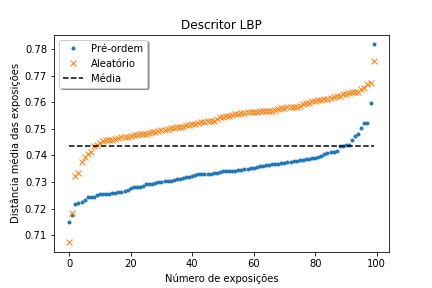 Descritor LBP
Pré-ordem
Aleatório
Média
Distância média das exposições
0.78
0.77
0.76
0.75
0.74
0.73
0.72
0.71
0
20
40
60
80
100
Número de exposições